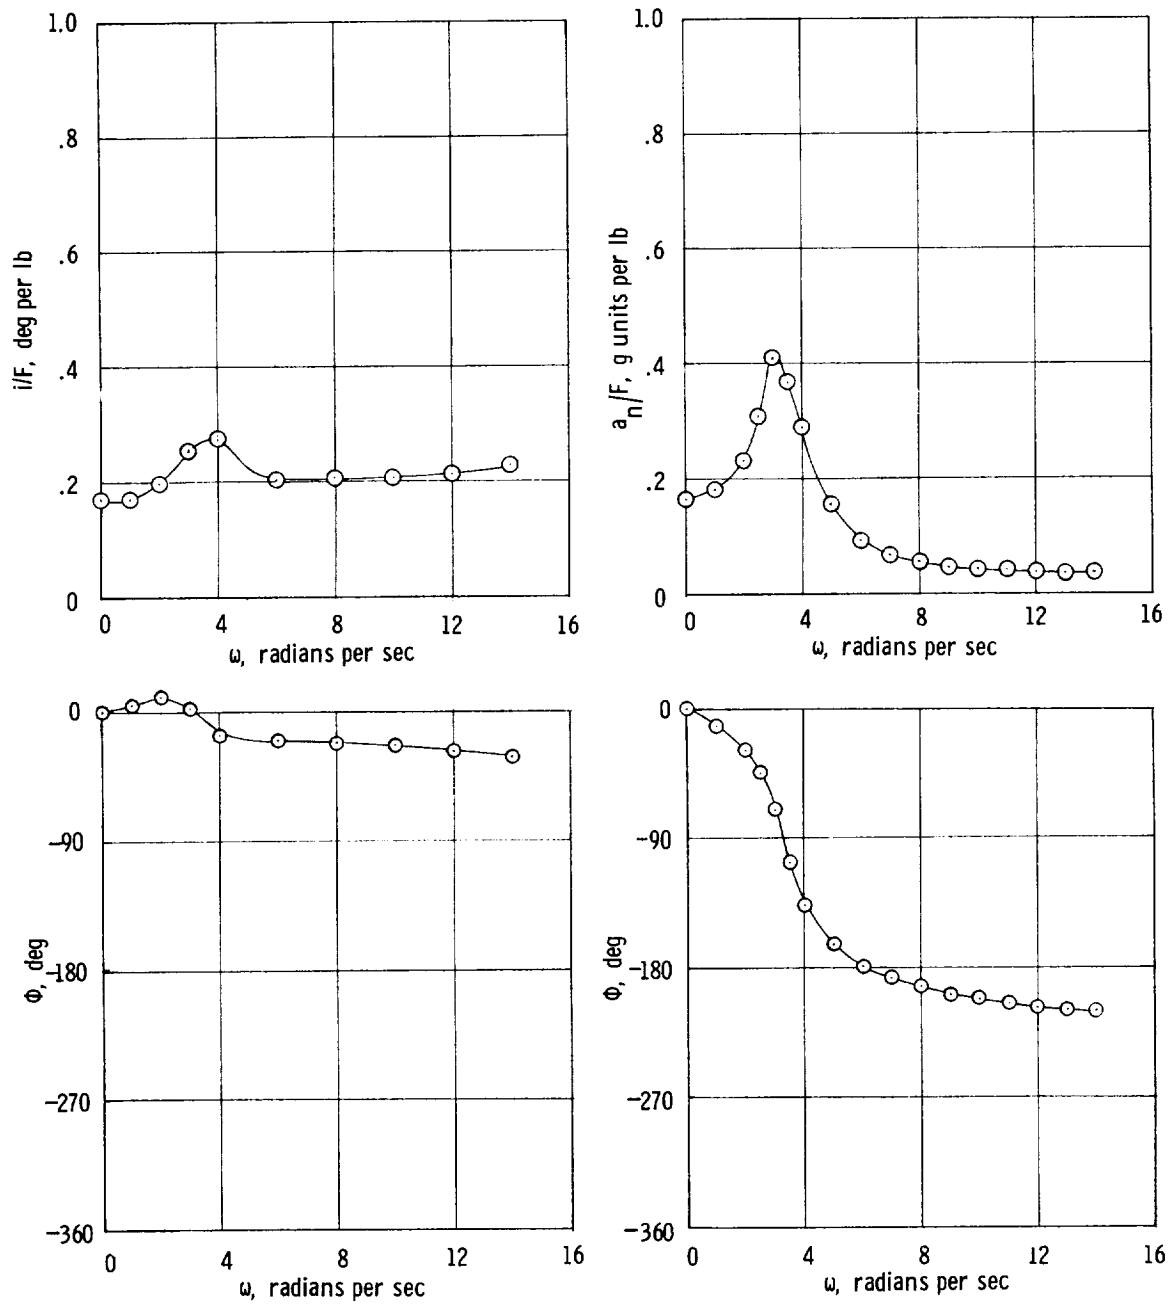 1.0
.8
.6
.4
.2
0
i/F, deg per lb
0 4 8 12 16
ω, radians per sec
1.0
.8
.6
.4
.2
0
a_n/F, g units per lb
0 4 8 12 16
ω, radians per sec
0
-90
-180
-270
-360
Φ, deg
0 4 8 12 16
ω, radians per sec
0
-90
-180
-270
-360
Φ, deg
0 4 8 12 16
ω, radians per sec